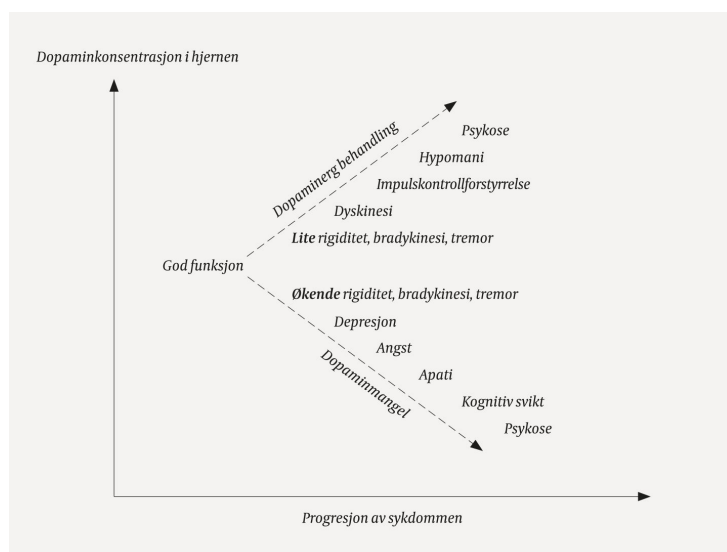 Dopaminkonsentrasjon i hjernen
Dopaminerg behandling
Psykose
Hypomani
Impulskontrollforstyrrelse
Dyskinesi
Lite rigiditet, bradykinesi, tremor
God funksjon
Økende rigiditet, bradykinesi, tremor
Depresjon
Angst
Dopaminmangel
Apati
Kognitiv svikt
Psykose
Progresjon av sykdommen